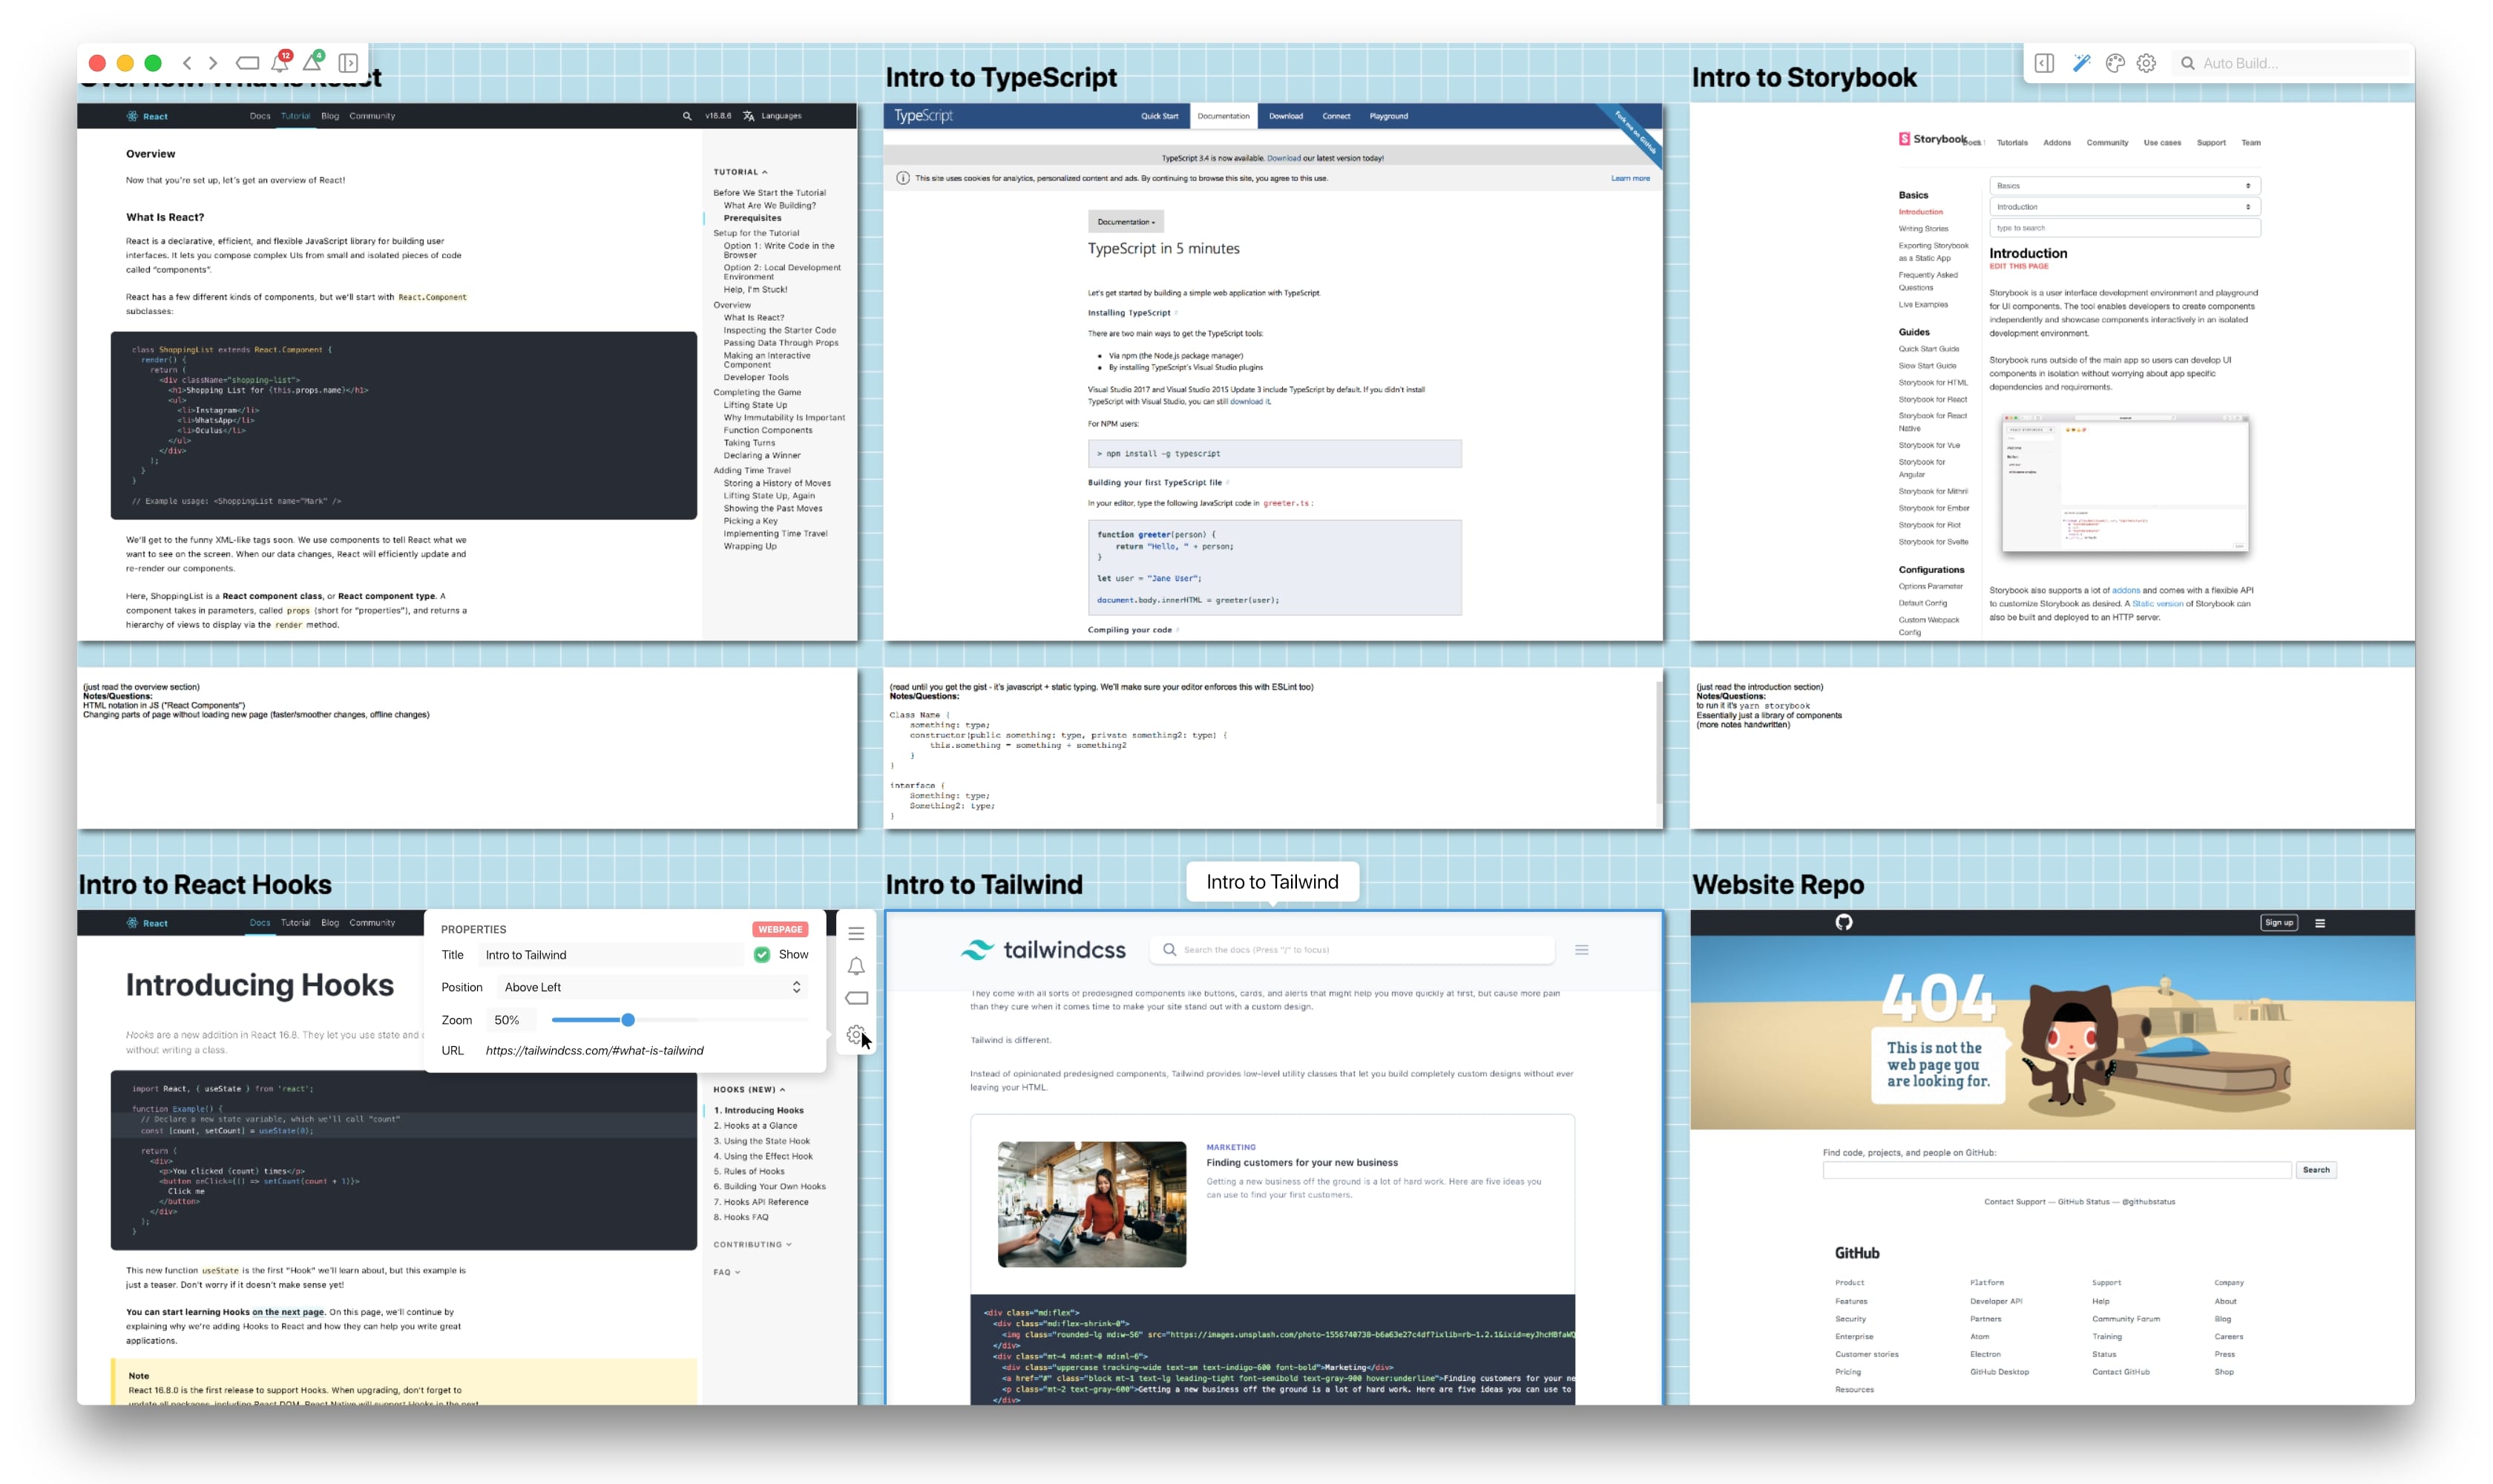 12
4
Auto Build...
Overview: What is React
React
Docs Tutorial Blog Community
v16.8.6 Languages
Overview
Now that you're set up, let's get an overview of React!
What Is React?
React is a declarative, efficient, and flexible JavaScript library for building user
interfaces. It lets you compose complex UIs from small and isolated pieces of code
called "components".
React has a few different kinds of components, but we'll start with React.Component
subclasses:
class ShoppingList extends React.Component {
render() {
return (
<div className="shopping-list">
<h1>Shopping List for {this.props.name}</h1>
<ul>
<li>Instagram</li>
<li>WhatsApp</li>
<li>Oculus</li>
</ul>
</div>
);
}
}
// Example usage: <ShoppingList name="Mark" />
We'll get to the funny XML-like tags soon. We use components to tell React what we
want to see on the screen. When our data changes, React will efficiently update and
re-render our components.
Here, ShoppingList is a React component class, or React component type. A
component takes in parameters, called props (short for "properties"), and returns a
hierarchy of views to display via the render method.
TUTORIAL
Before We Start the Tutorial
What Are We Building?
Prerequisites
Setup for the Tutorial
Option 1: Write Code in the
Browser
Option 2: Local Development
Environment
Help, I'm Stuck!
Overview
What Is React?
Inspecting the Starter Code
Passing Data Through Props
Making an Interactive
Component
Developer Tools
Completing the Game
Lifting State Up
Why Immutability Is Important
Function Components
Taking Turns
Declaring a Winner
Adding Time Travel
Storing a History of Moves
Lifting State Up, Again
Showing the Past Moves
Picking a Key
Implementing Time Travel
Wrapping Up
(just read the overview section)
Notes/Questions:
HTML notation in JS ("React Components")
Changing parts of page without loading new page (faster/smoother changes, offline changes)
Intro to TypeScript
TypeScript
Quick Start Documentation Download Connect Playground
Fork me on GitHub
TypeScript 3.4 is now available. Download our latest version today!
This site uses cookies for analytics, personalized content and ads. By continuing to browse this site, you agree to this use.
Learn more
Documentation
TypeScript in 5 minutes
Let's get started by building a simple web application with TypeScript.
Installing TypeScript #
There are two main ways to get the TypeScript tools:
• Via npm (the Node.js package manager)
• By installing TypeScript's Visual Studio plugins
Visual Studio 2017 and Visual Studio 2015 Update 3 include TypeScript by default. If you didn't install
TypeScript with Visual Studio, you can still download it.
For NPM users:
> npm install -g typescript
Building your first TypeScript file #
In your editor, type the following JavaScript code in greeter.ts:
function greeter(person) {
return "Hello, " + person;
}
let user = "Jane User";
document.body.innerHTML = greeter(user);
Compiling your code #
(read until you get the gist - it's javascript + static typing. We'll make sure your editor enforces this with ESLint too)
Notes/Questions:
Class Name {
something: type;
constructor(public something: type, private something2: type) {
this.something = something + something2
}
}
interface {
Something: type;
Something2: type;
}
Intro to Storybook
Storybook
Docs Tutorials Addons Community Use cases Support Team
Basics
Introduction
Writing Stories
Exporting Storybook
as a Static App
Frequently Asked
Questions
Live Examples
Guides
Quick Start Guide
Slow Start Guide
Storybook for HTML
Storybook for React
Storybook for React
Native
Storybook for Vue
Storybook for
Angular
Storybook for Mithril
Storybook for Ember
Storybook for Riot
Storybook for Svelte
Configurations
Options Parameter
Default Config
Custom Webpack
Config
Basics
Introduction
type to search
Introduction
EDIT THIS PAGE
Storybook is a user interface development environment and playground
for UI components. The tool enables developers to create components
independently and showcase components interactively in an isolated
development environment.
Storybook runs outside of the main app so users can develop UI
components in isolation without worrying about app specific
dependencies and requirements.
Storybook also supports a lot of addons and comes with a flexible API
to customize Storybook as desired. A Static version of Storybook can
also be built and deployed to an HTTP server.
(just read the introduction section)
Notes/Questions:
to run it it's yarn storybook
Essentially just a library of components
(more notes handwritten)
Intro to React Hooks
React
Docs Tutorial Blog Community
Introducing Hooks
Hooks are a new addition in React 16.8. They let you use state and
without writing a class.
import React, { useState } from 'react';
function Example() {
// Declare a new state variable, which we'll call "count"
const [count, setCount] = useState(0);
return (
<div>
<p>You clicked {count} times</p>
<button onClick={() => setCount(count + 1)}>
Click me
</button>
</div>
);
}
This new function useState is the first "Hook" we'll learn about, but this example is
just a teaser. Don't worry if it doesn't make sense yet!
You can start learning Hooks on the next page. On this page, we'll continue by
explaining why we're adding Hooks to React and how they can help you write great
applications.
Note
React 16.8.0 is the first release to support Hooks. When upgrading, don't forget to
update all packages, including React DOM. React Native will support Hooks in the next
HOOKS (NEW)
1. Introducing Hooks
2. Hooks at a Glance
3. Using the State Hook
4. Using the Effect Hook
5. Rules of Hooks
6. Building Your Own Hooks
7. Hooks API Reference
8. Hooks FAQ
CONTRIBUTING
FAQ
PROPERTIES WEBPAGE
Title Intro to Tailwind Show
Position Above Left
Zoom 50%
URL https://tailwindcss.com/#what-is-tailwind
Intro to Tailwind
Intro to Tailwind
tailwindcss
Search the docs (Press "/" to focus)
They come with all sorts of predesigned components like buttons, cards, and alerts that might help you move quickly at first, but cause more pain
than they cure when it comes time to make your site stand out with a custom design.
Tailwind is different.
Instead of opinionated predesigned components, Tailwind provides low-level utility classes that let you build completely custom designs without ever
leaving your HTML.
MARKETING
Finding customers for your new business
Getting a new business off the ground is a lot of hard work. Here are five ideas you
can use to find your first customers.
<div class="md:flex">
<div class="md:flex-shrink-0">
<img class="rounded-lg md:w-56" src="https://images.unsplash.com/photo-1556740738-b6a63e27c4df?ixlib=rb-1.2.1&ixid=eyJhcHBfaWQ
</div>
<div class="mt-4 md:mt-0 md:ml-6">
<div class="uppercase tracking-wide text-sm text-indigo-600 font-bold">Marketing</div>
<a href="#" class="block mt-1 text-lg leading-tight font-semibold text-gray-900 hover:underline">Finding customers for your ne
<p class="mt-2 text-gray-600">Getting a new business off the ground is a lot of hard work. Here are five ideas you can use to
</div>
Website Repo
Sign up
404
This is not the
web page you
are looking for.
Find code, projects, and people on GitHub:
Search
Contact Support — GitHub Status — @githubstatus
GitHub
Product Platform Support Company
Features Developer API Help About
Security Partners Community Forum Blog
Enterprise Atom Training Careers
Customer stories Electron Status Press
Pricing GitHub Desktop Contact GitHub Shop
Resources